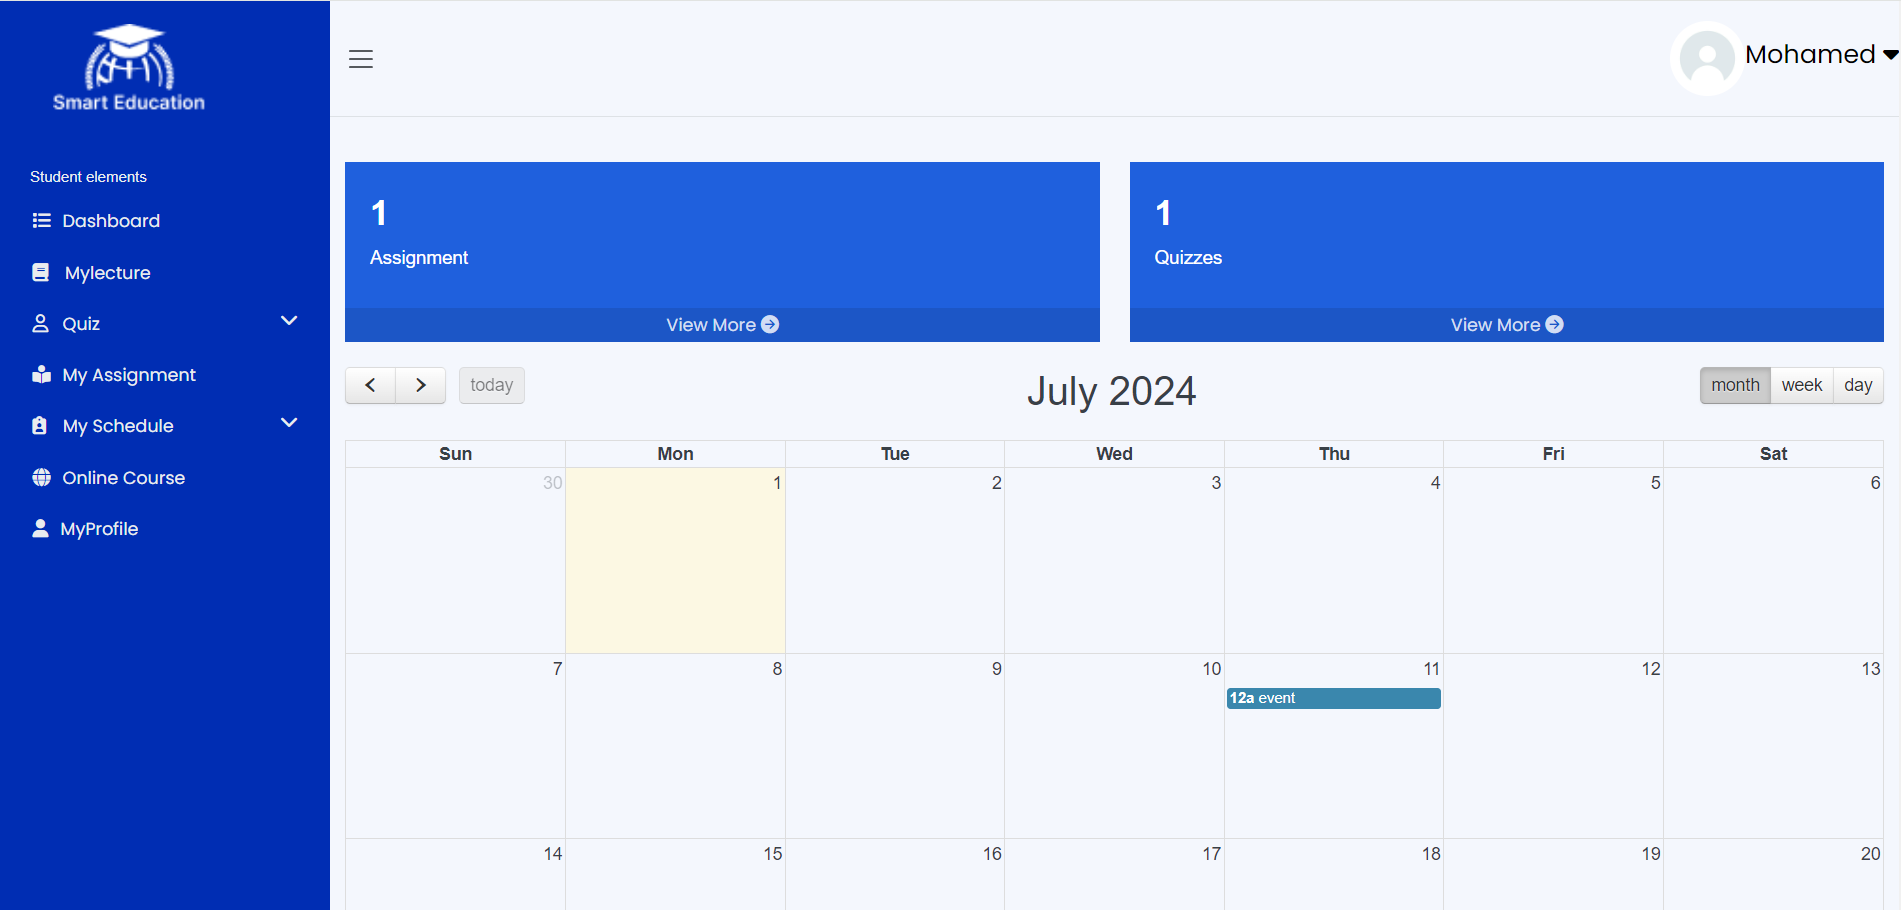 Smart Education
Student elements
Dashboard
Mylecture
Quiz
My Assignment
My Schedule
Online Course
MyProfile
Mohamed
1
Assignment
View More
1
Quizzes
View More
today
July 2024
month week day
Sun Mon Tue Wed Thu Fri Sat
30 1 2 3 4 5 6
7 8 9 10 11 12 13
12a event
14 15 16 17 18 19 20